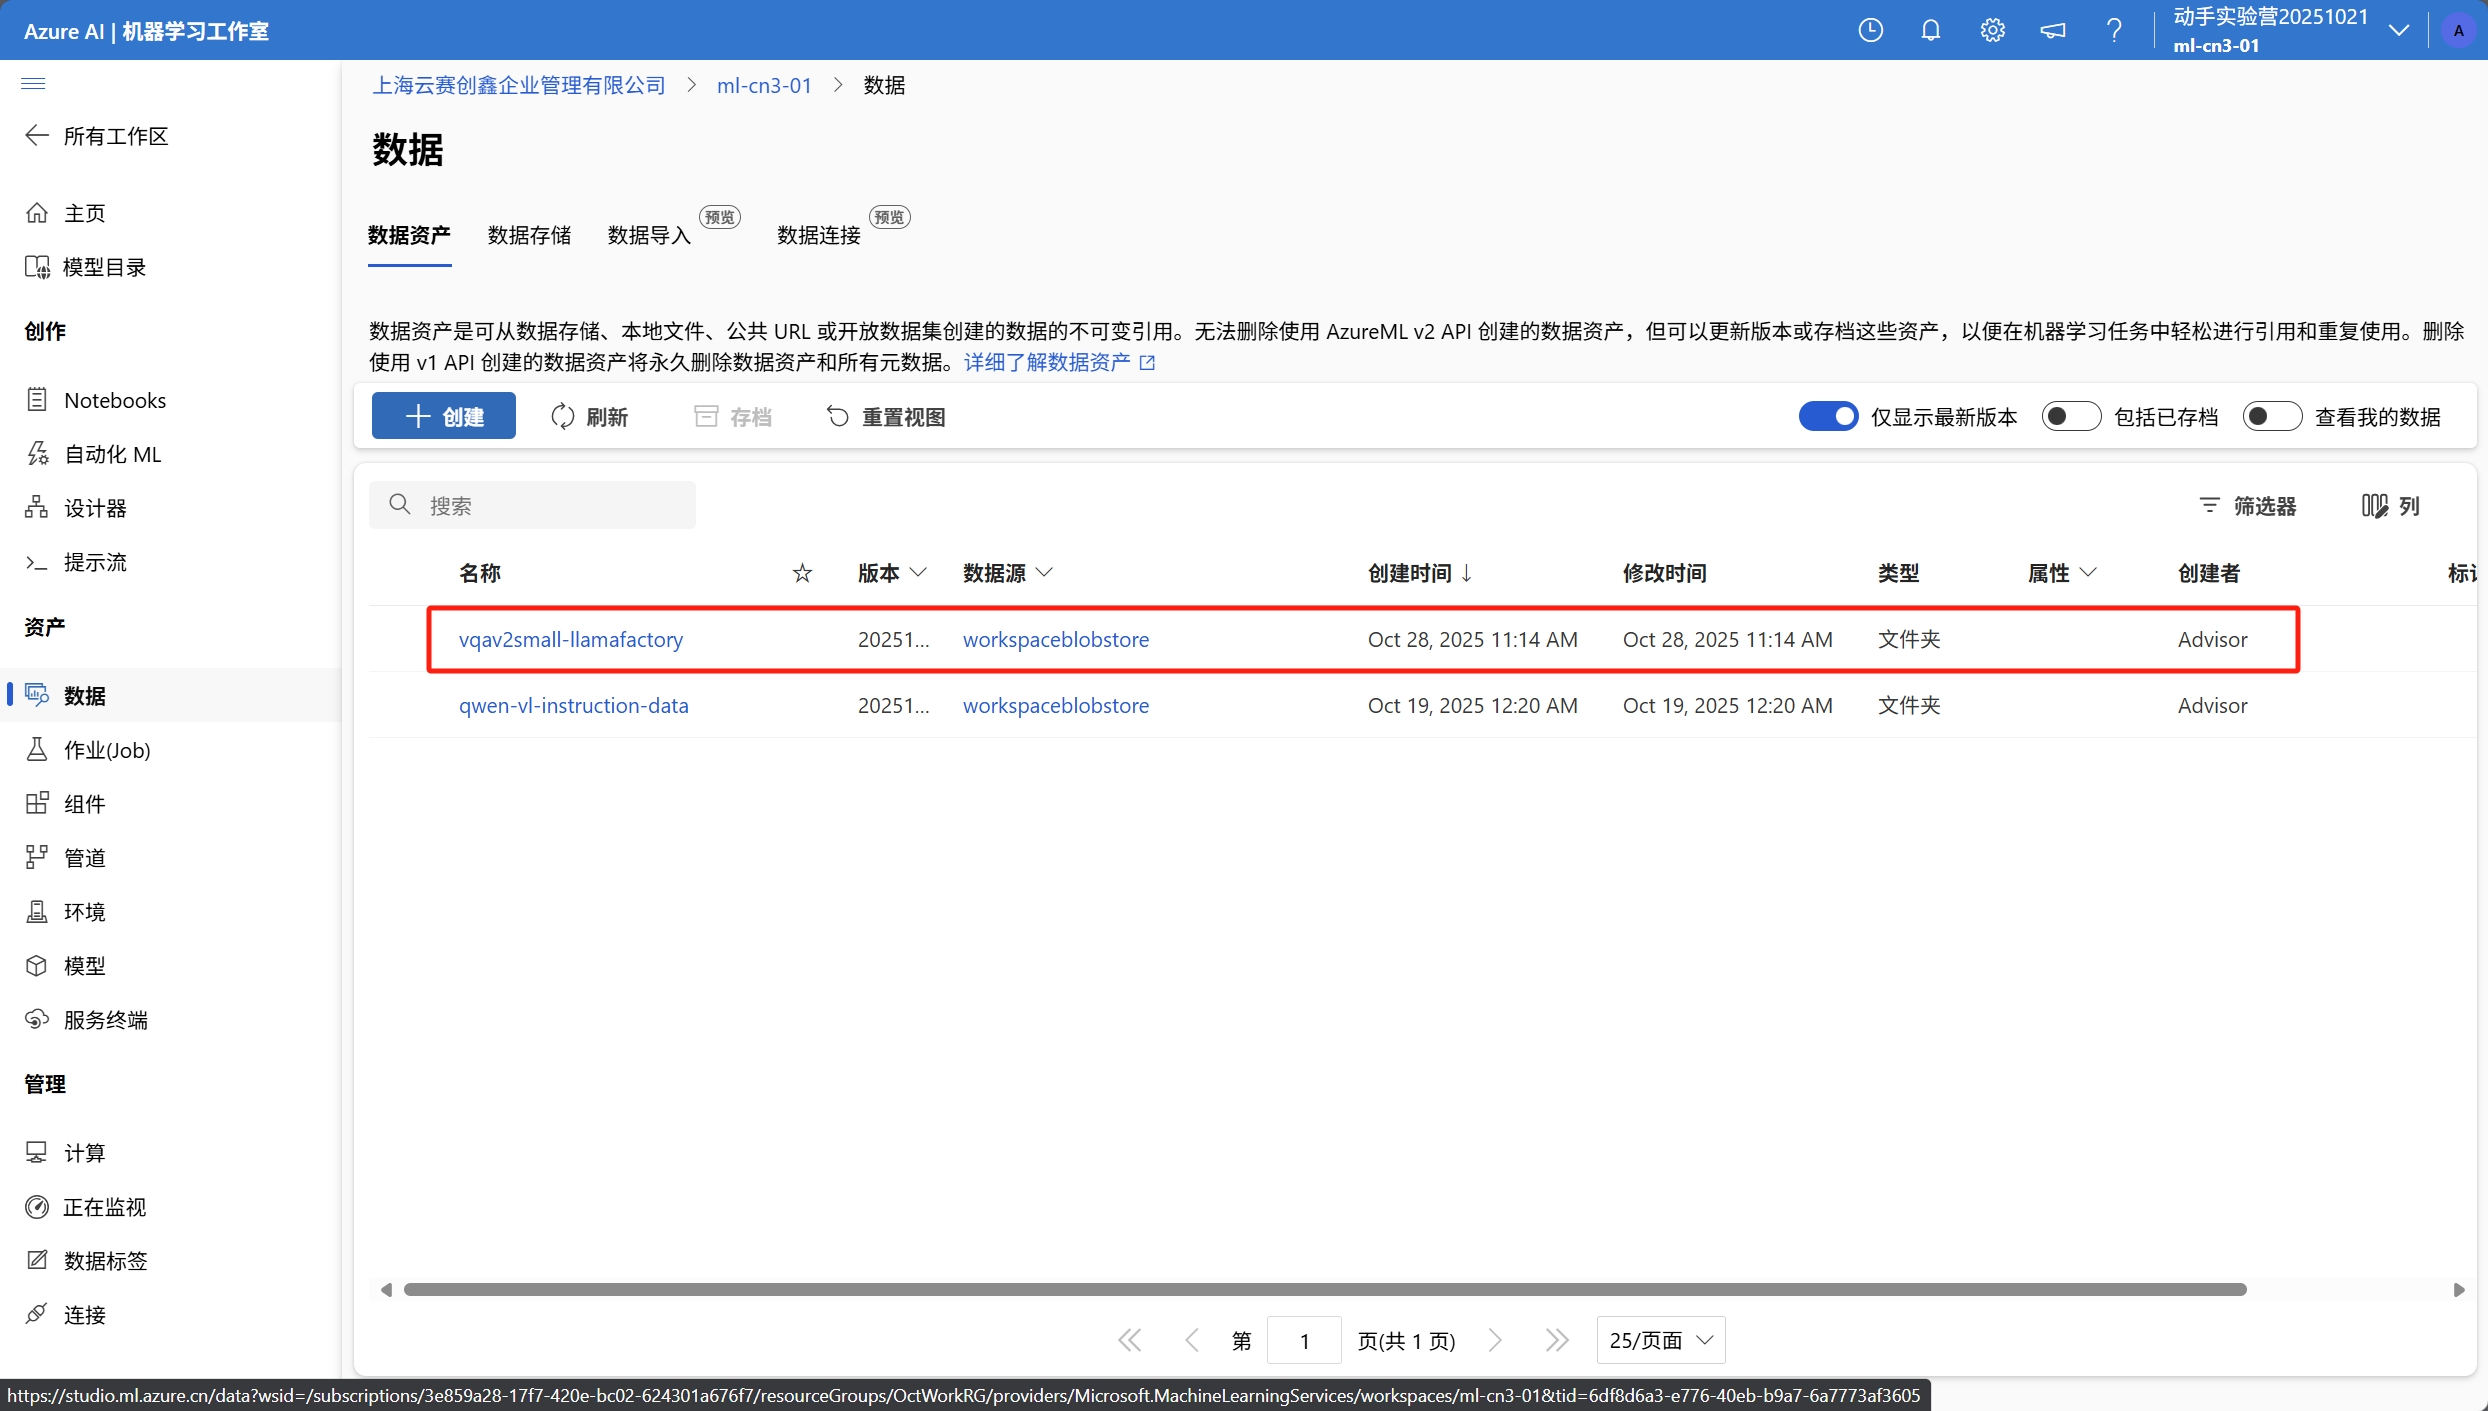 Azure AI | 机器学习工作室
动手实验营20251021
ml-cn3-01
A
所有工作区
主页
模型目录
创作
Notebooks
自动化 ML
设计器
提示流
资产
数据
作业(Job)
组件
管道
环境
模型
服务终端
管理
计算
正在监视
数据标签
连接
上海云赛创鑫企业管理有限公司 > ml-cn3-01 > 数据
数据
数据资产 数据存储 数据导入 预览 数据连接 预览
数据资产是可从数据存储、本地文件、公共 URL 或开放数据集创建的数据的不可变引用。无法删除使用 AzureML v2 API 创建的数据资产，但可以更新版本或存档这些资产，以便在机器学习任务中轻松进行引用和重复使用。删除
使用 v1 API 创建的数据资产将永久删除数据资产和所有元数据。详细了解数据资产
创建 刷新 存档 重置视图 仅显示最新版本 包括已存档 查看我的数据
搜索 筛选器 列
名称 版本 数据源 创建时间 ↓ 修改时间 类型 属性 创建者 标记
vqav2small-llamafactory 20251... workspaceblobstore Oct 28, 2025 11:14 AM Oct 28, 2025 11:14 AM 文件夹 Advisor
qwen-vl-instruction-data 20251... workspaceblobstore Oct 19, 2025 12:20 AM Oct 19, 2025 12:20 AM 文件夹 Advisor
第 1 页(共 1 页) 25/页面
https://studio.ml.azure.cn/data?wsid=/subscriptions/3e859a28-17f7-420e-bc02-624301a676f7/resourceGroups/OctWorkRG/providers/Microsoft.MachineLearningServices/workspaces/ml-cn3-01&tid=6df8d6a3-e776-40eb-b9a7-6a7773af3605